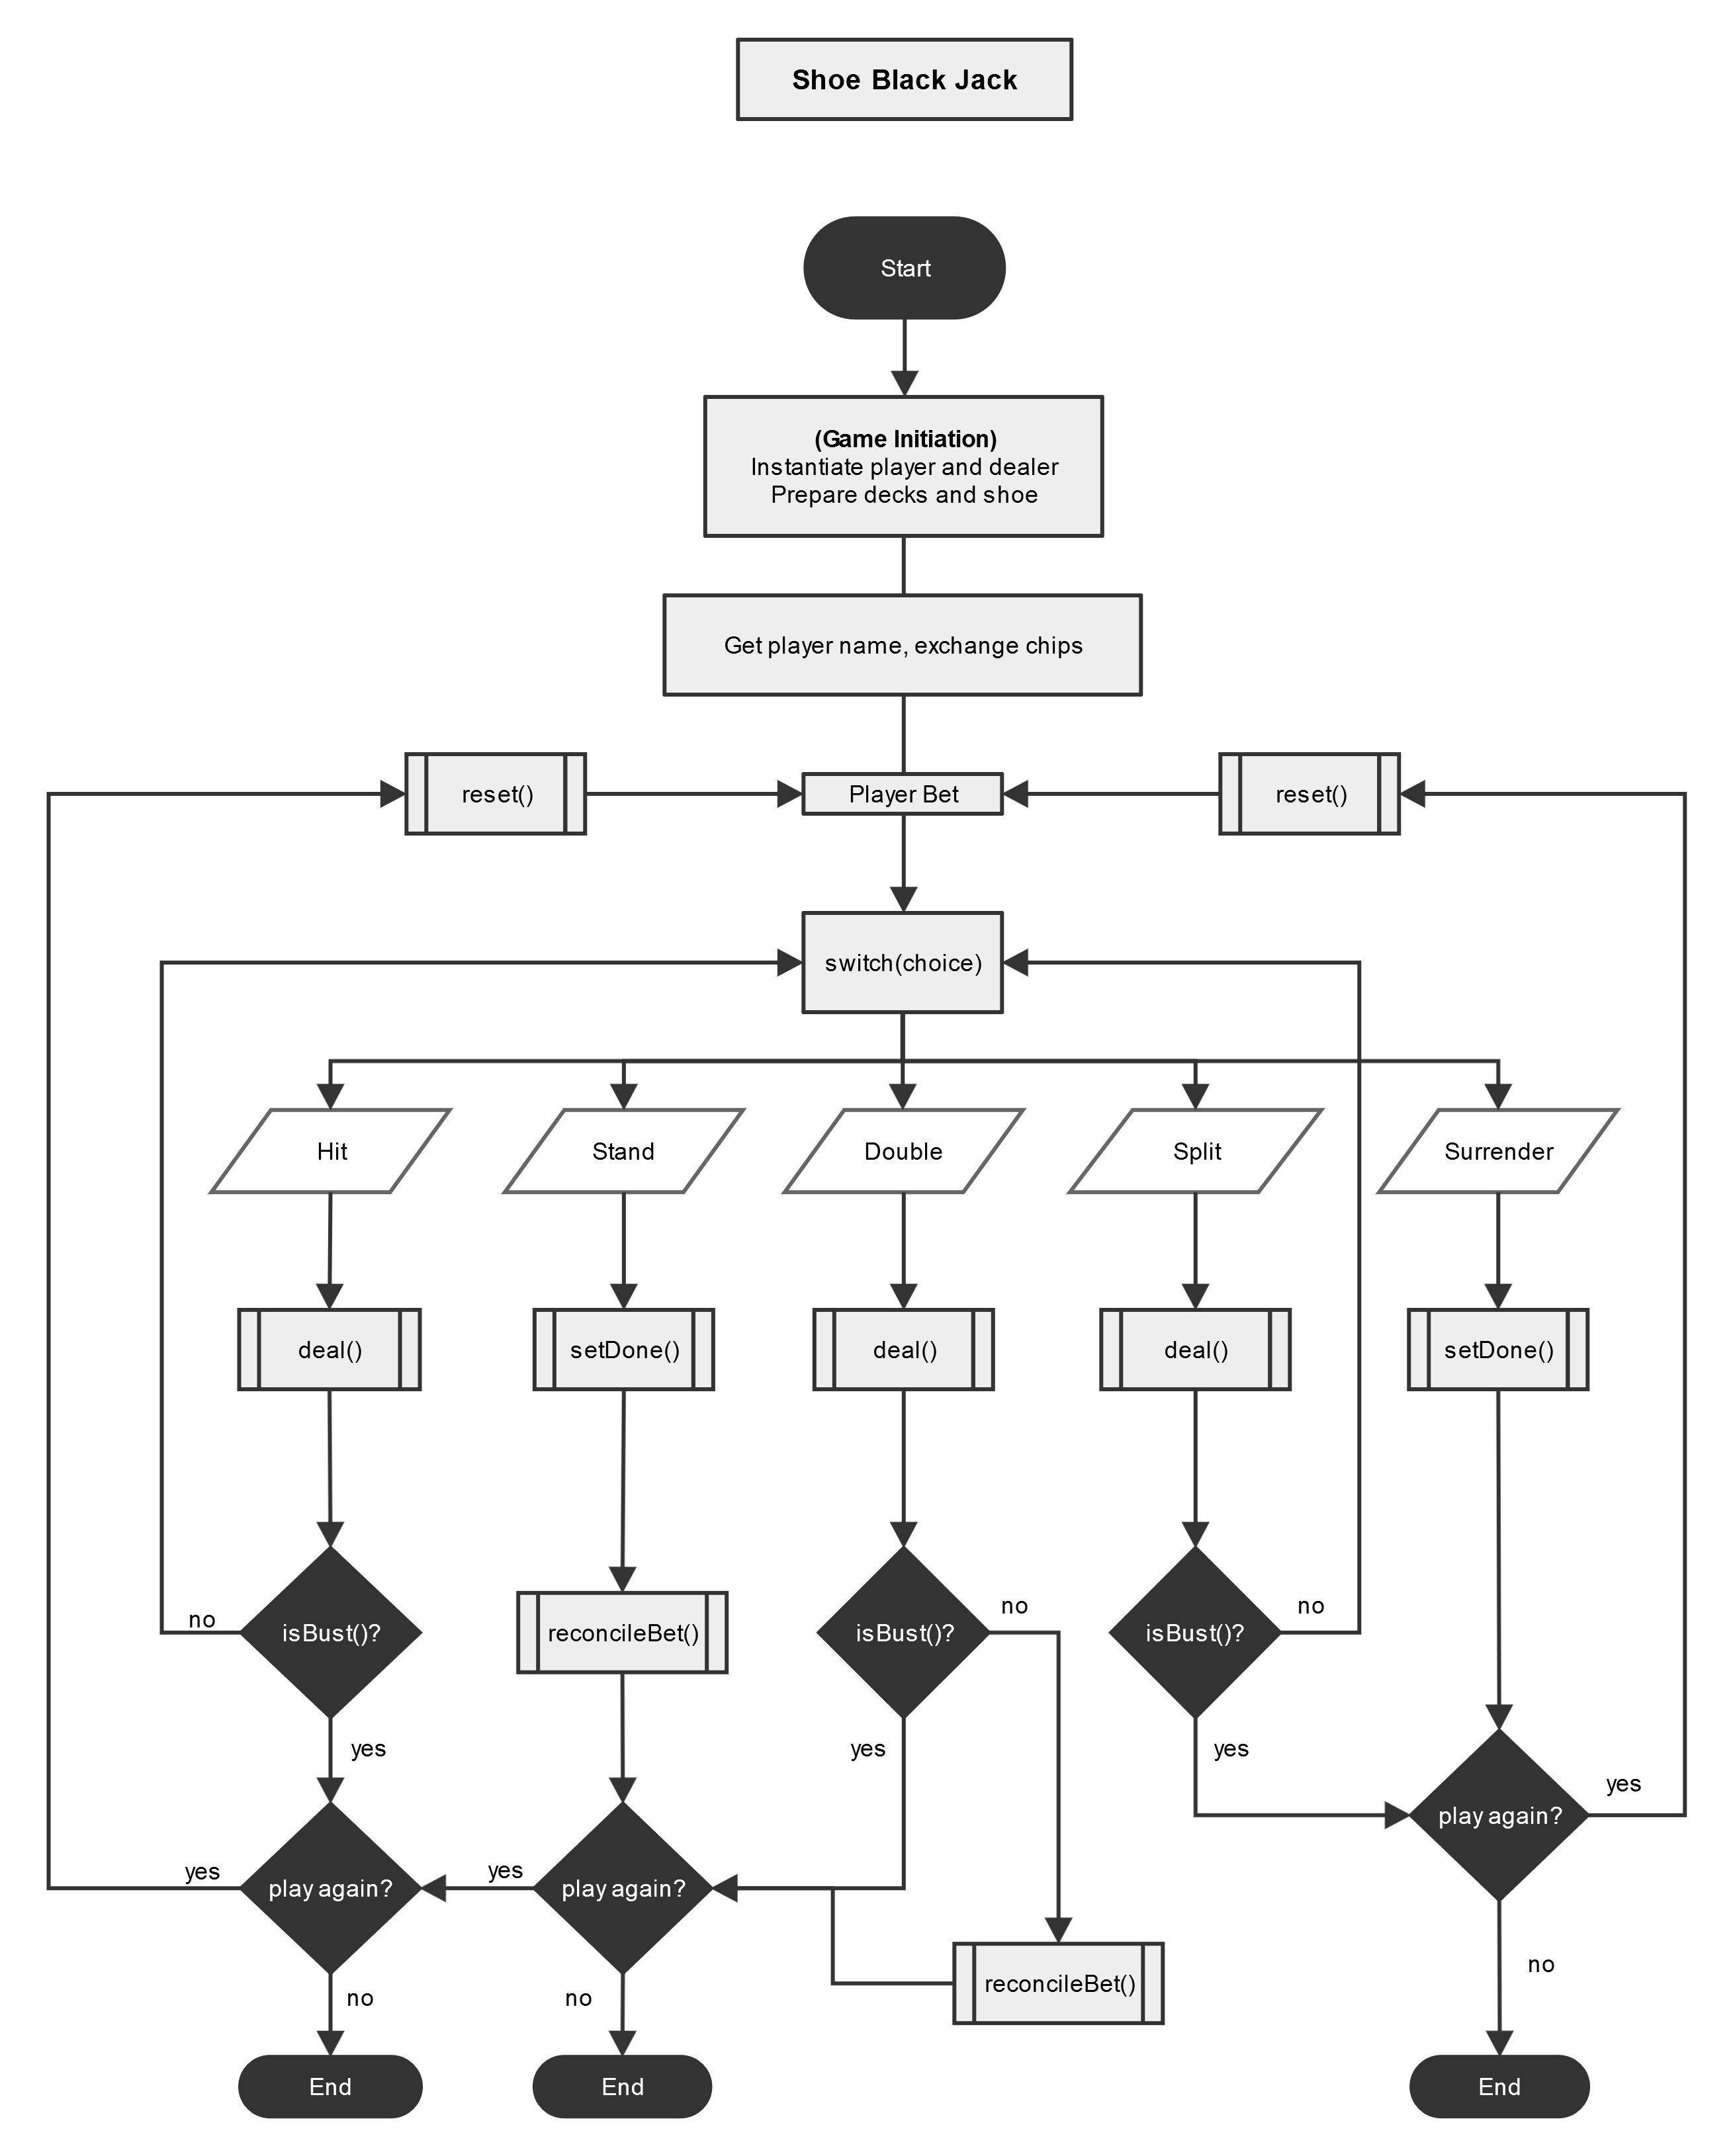 Shoe Black Jack
Start
(Game Initiation)
Instantiate player and dealer
Prepare decks and shoe
Get player name, exchange chips
reset()
Player Bet
reset()
switch(choice)
Hit
Stand
Double
Split
Surrender
deal()
setDone()
deal()
deal()
setDone()
no
isBust()?
reconcileBet()
isBust()?
no
isBust()?
no
yes
yes
yes
play again?
yes
yes
play again?
yes
play again?
no
no
reconcileBet()
no
End
End
End